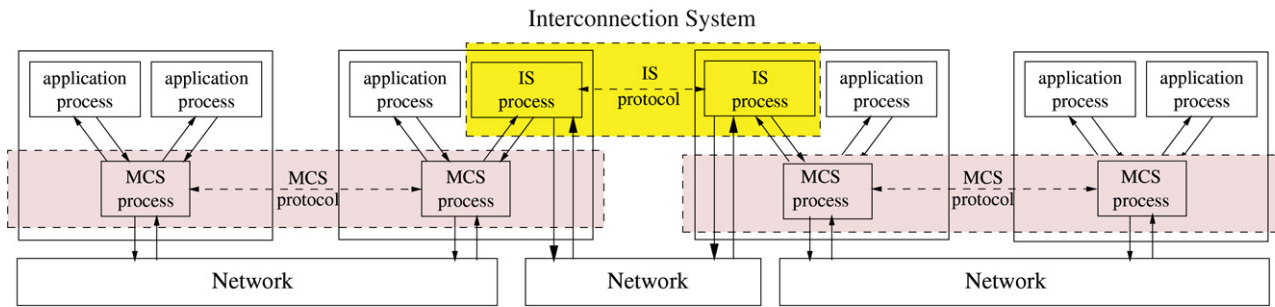 Interconnection System
application
process
application
process
application
process
IS
process
IS
protocol
IS
process
application
process
application
process
application
process
MCS
process
MCS
protocol
MCS
process
MCS
process
MCS
protocol
MCS
process
Network
Network
Network